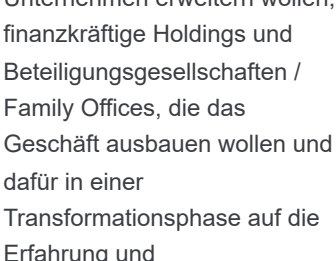 Unternehmen erweitern wollen,
finanzkräftige Holdings und
Beteiligungsgesellschaften /
Family Offices, die das
Geschäft ausbauen wollen und
dafür in einer
Transformationsphase auf die
Erfahrung und